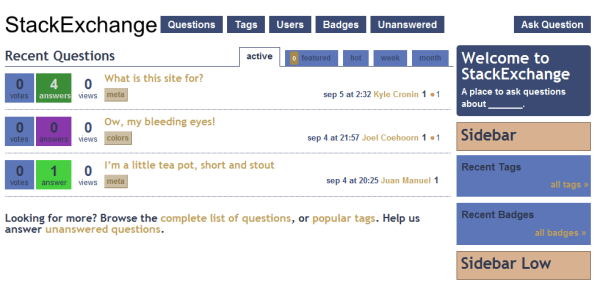 StackExchange Questions Tags Users Badges Unanswered Ask Question
Recent Questions active 0 featured hot week month
0 votes 4 answers 0 views
What is this site for?
meta
sep 5 at 2:32 Kyle Cronin 1 ●1
0 votes 0 answers 0 views
Ow, my bleeding eyes!
colors
sep 4 at 21:57 Joel Coehoorn 1 ●1
0 votes 1 answer 0 views
I'm a little tea pot, short and stout
meta
sep 4 at 20:25 Juan Manuel 1
Looking for more? Browse the complete list of questions, or popular tags. Help us
answer unanswered questions.
Welcome to
StackExchange
A place to ask questions
about ______.
Sidebar
Recent Tags
all tags »
Recent Badges
all badges »
Sidebar Low